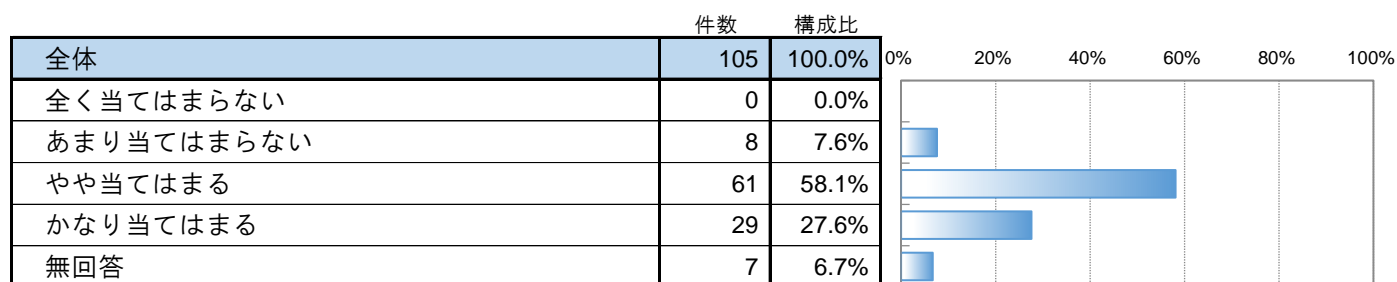 件数 構成比
全体 105 100.0% 0% 20% 40% 60% 80% 100%
全く当てはまらない 0 0.0%
あまり当てはまらない 8 7.6%
やや当てはまる 61 58.1%
かなり当てはまる 29 27.6%
無回答 7 6.7%